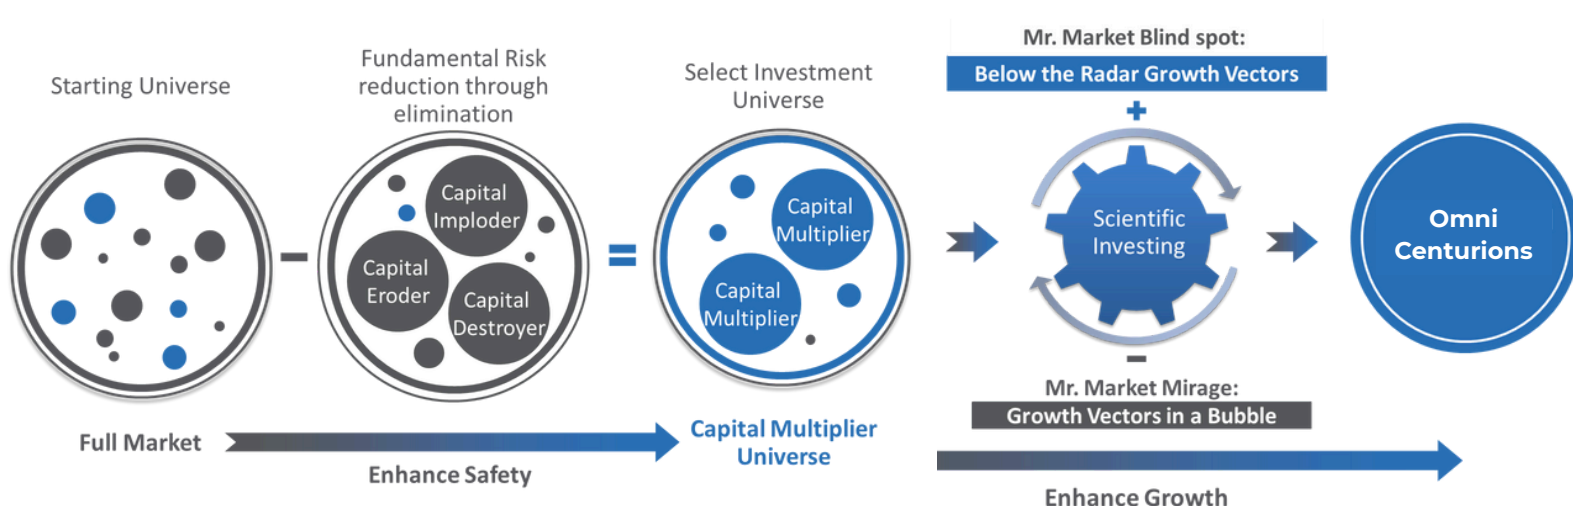 Starting Universe
Fundamental Risk
reduction through
elimination
Select Investment
Universe
Mr. Market Blind spot:
Below the Radar Growth Vectors
+
−
Capital
Imploder
Capital
Eroder
Capital
Destroyer
=
Capital
Multiplier
Capital
Multiplier
Scientific
Investing
Omni
Centurions
−
Mr. Market Mirage:
Growth Vectors in a Bubble
Full Market
Enhance Safety
Capital Multiplier
Universe
Enhance Growth